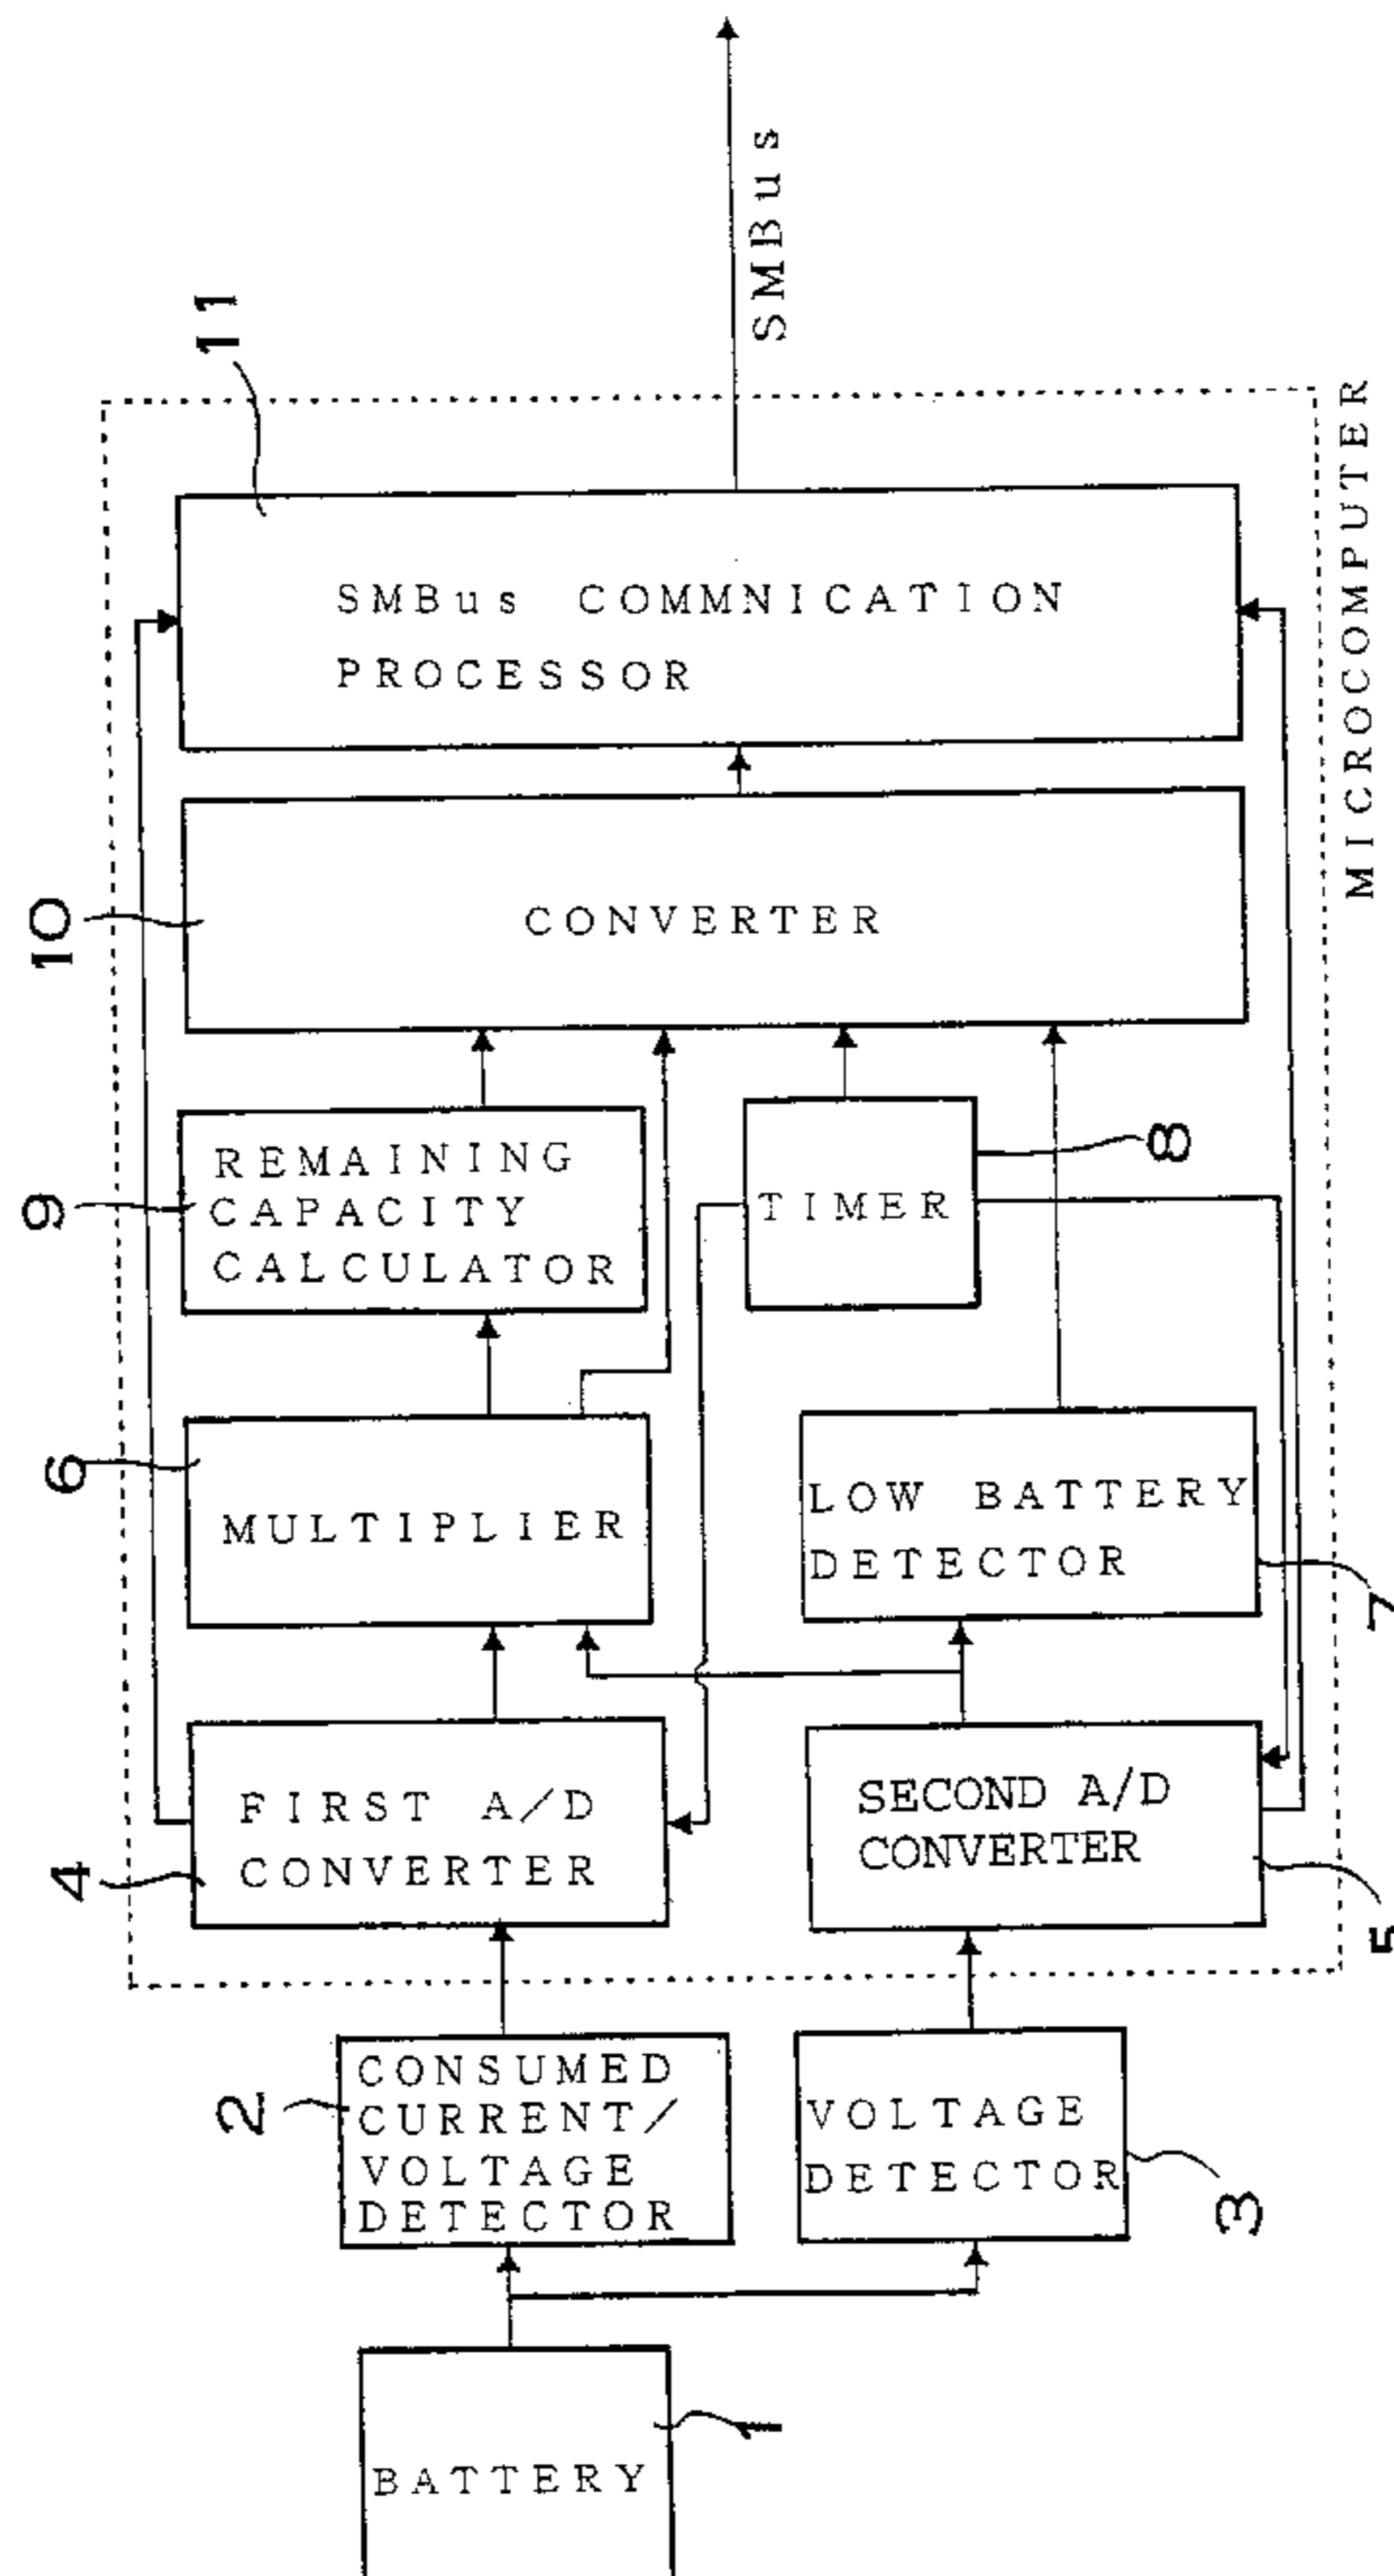 SMBus
11
SMBus COMMNICATION
PROCESSOR
MICROCOMPUTER
10
CONVERTER
9
REMAINING
CAPACITY
CALCULATOR
TIMER
8
6
MULTIPLIER
LOW BATTERY
DETECTOR
7
4
FIRST A/D
CONVERTER
SECOND A/D
CONVERTER
5
2
CONSUMED
CURRENT/
VOLTAGE
DETECTOR
VOLTAGE
DETECTOR
3
BATTERY
1